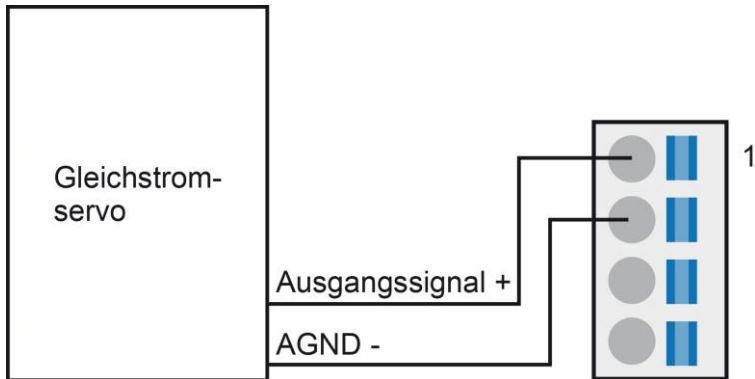 Gleichstrom-
servo
Ausgangssignal +
AGND -
1